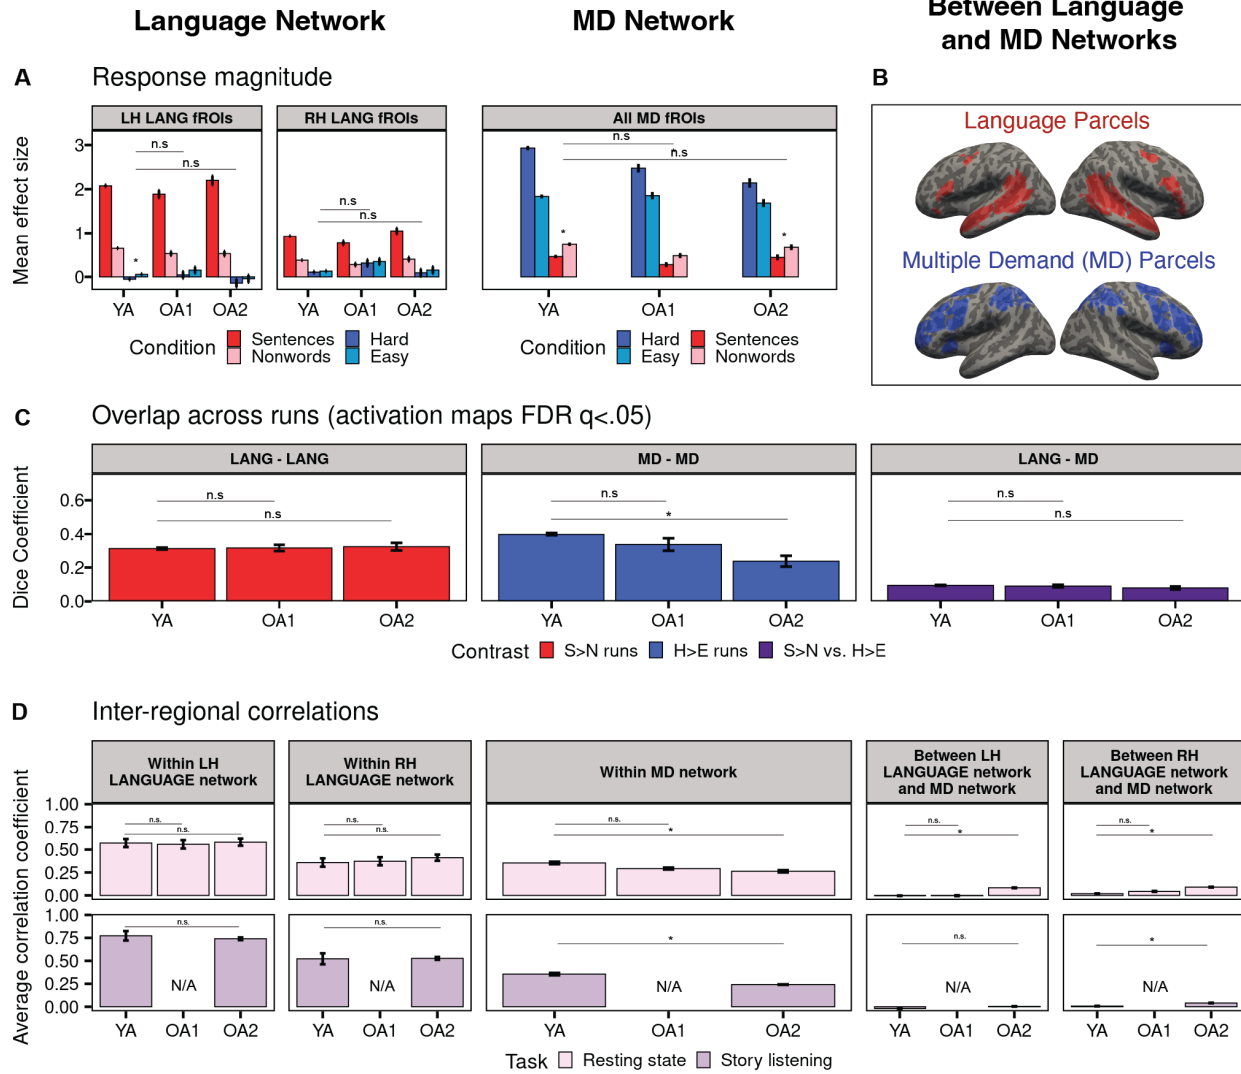 Language Network
MD Network
Between Language
and MD Networks
A
Response magnitude
B
LH LANG fROIs
RH LANG fROIs
All MD fROIs
Mean effect size
3
2
1
0
n.s
n.s
*
n.s
n.s
n.s
n.s
*
*
YA
OA1
OA2
YA
OA1
OA2
YA
OA1
OA2
Condition
Sentences
Nonwords
Hard
Easy
Condition
Hard
Easy
Sentences
Nonwords
Language Parcels
Multiple Demand (MD) Parcels
C
Overlap across runs (activation maps FDR q<.05)
LANG - LANG
MD - MD
LANG - MD
Dice Coefficient
0.6
0.4
0.2
0.0
n.s
n.s
n.s
*
n.s
n.s
YA
OA1
OA2
YA
OA1
OA2
YA
OA1
OA2
Contrast
S>N runs
H>E runs
S>N vs. H>E
D
Inter-regional correlations
Within LH
LANGUAGE network
Within RH
LANGUAGE network
Within MD network
Between LH
LANGUAGE network
and MD network
Between RH
LANGUAGE network
and MD network
Average correlation coefficient
1.00
0.75
0.50
0.25
0.00
n.s.
n.s.
n.s.
n.s.
n.s.
*
n.s.
*
n.s.
*
1.00
0.75
0.50
0.25
0.00
n.s.
N/A
n.s.
N/A
*
N/A
n.s.
N/A
*
N/A
YA
OA1
OA2
YA
OA1
OA2
YA
OA1
OA2
YA
OA1
OA2
YA
OA1
OA2
Task
Resting state
Story listening